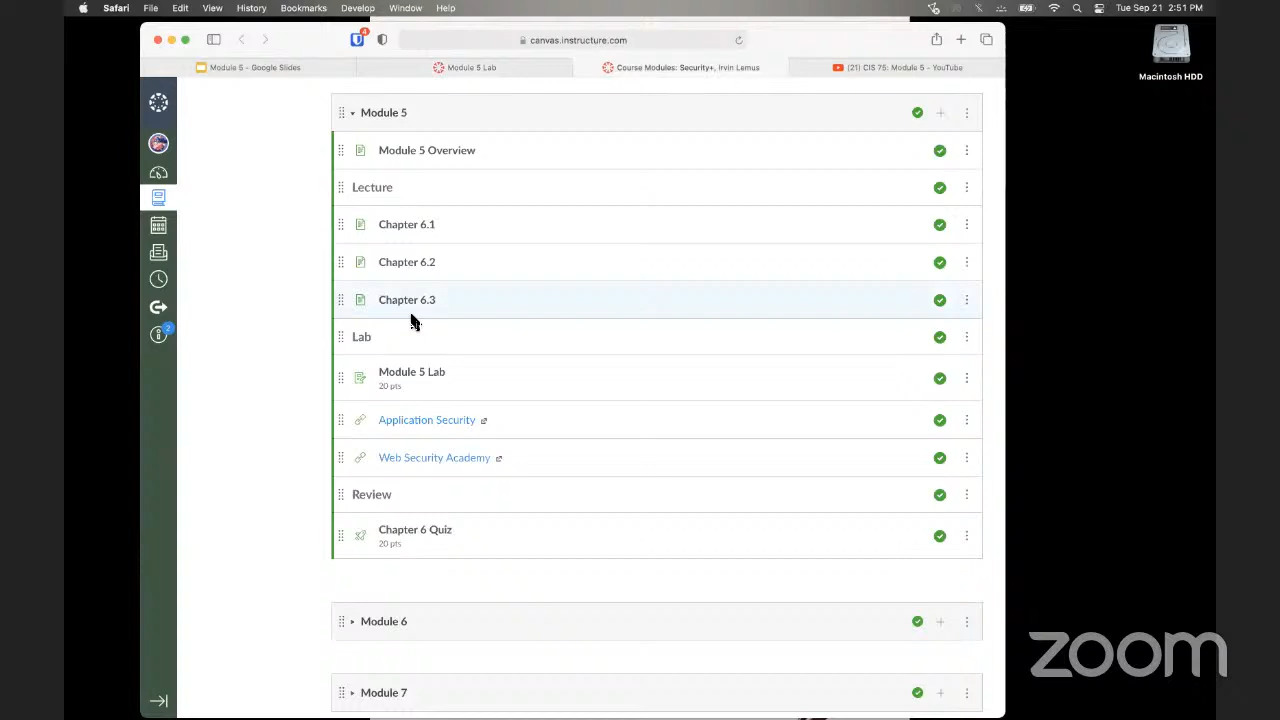 Safari File Edit View History Bookmarks Develop Window Help Tue Sep 21 2:51 PM
4 canvas.instructure.com
Module 5 - Google Slides Module 5 Lab Course Modules: Security+, Irvin Lemus (21) CIS 75: Module 5 - YouTube
Macintosh HDD
Module 5
Module 5 Overview
Lecture
Chapter 6.1
Chapter 6.2
Chapter 6.3
2
Lab
Module 5 Lab
20 pts
Application Security
Web Security Academy
Review
Chapter 6 Quiz
20 pts
Module 6
Module 7
zoom